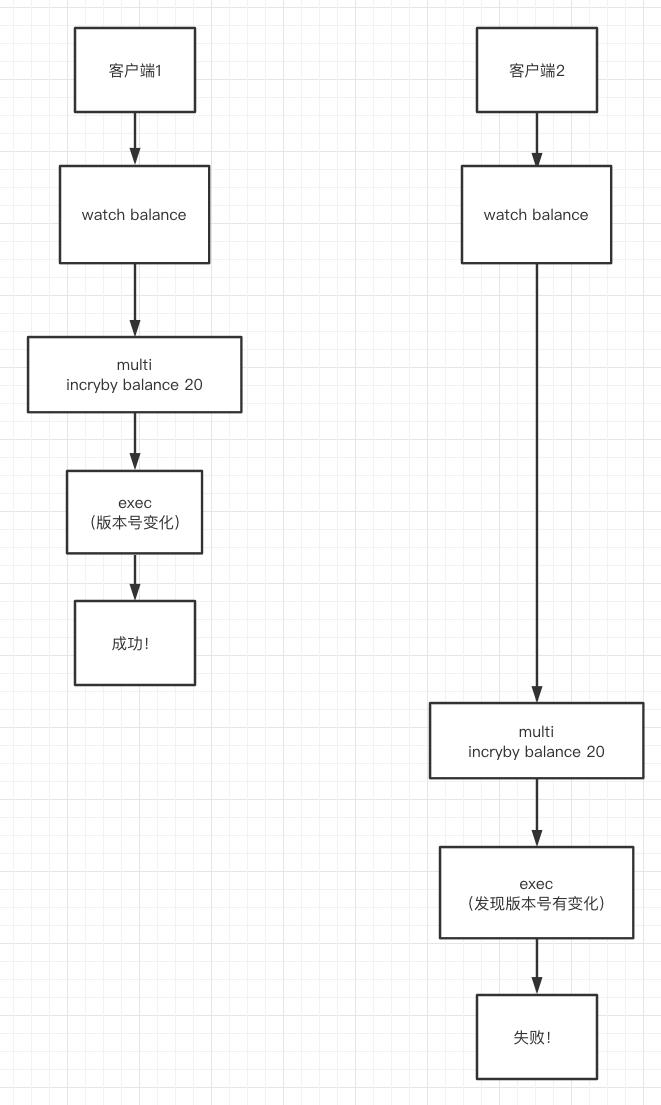 客户端1
watch balance
multi
incryby balance 20
exec
（版本号变化）
成功！
客户端2
watch balance
multi
incryby balance 20
exec
（发现版本号有变化）
失败！